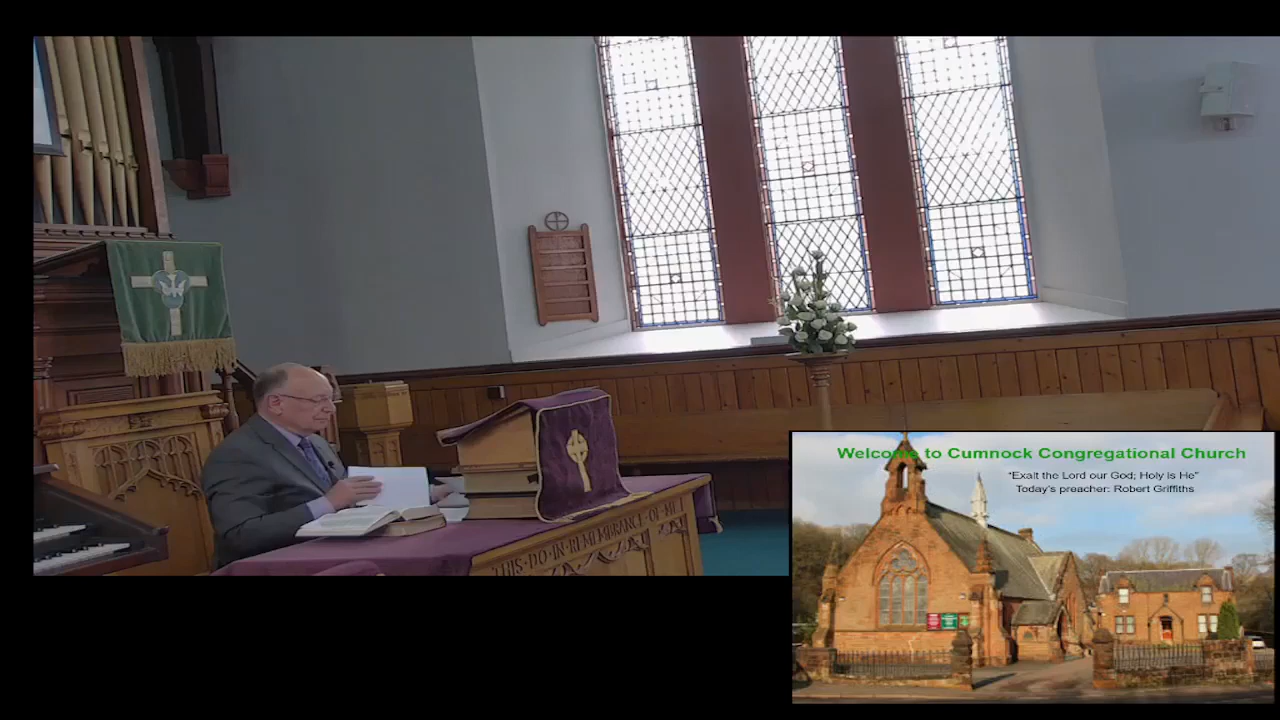 Welcome to Cumnock Congregational Church
"Exalt the Lord our God; Holy is He"
Today's preacher: Robert Griffiths
THIS·DO·IN·REMEMBRANCE·OF·ME